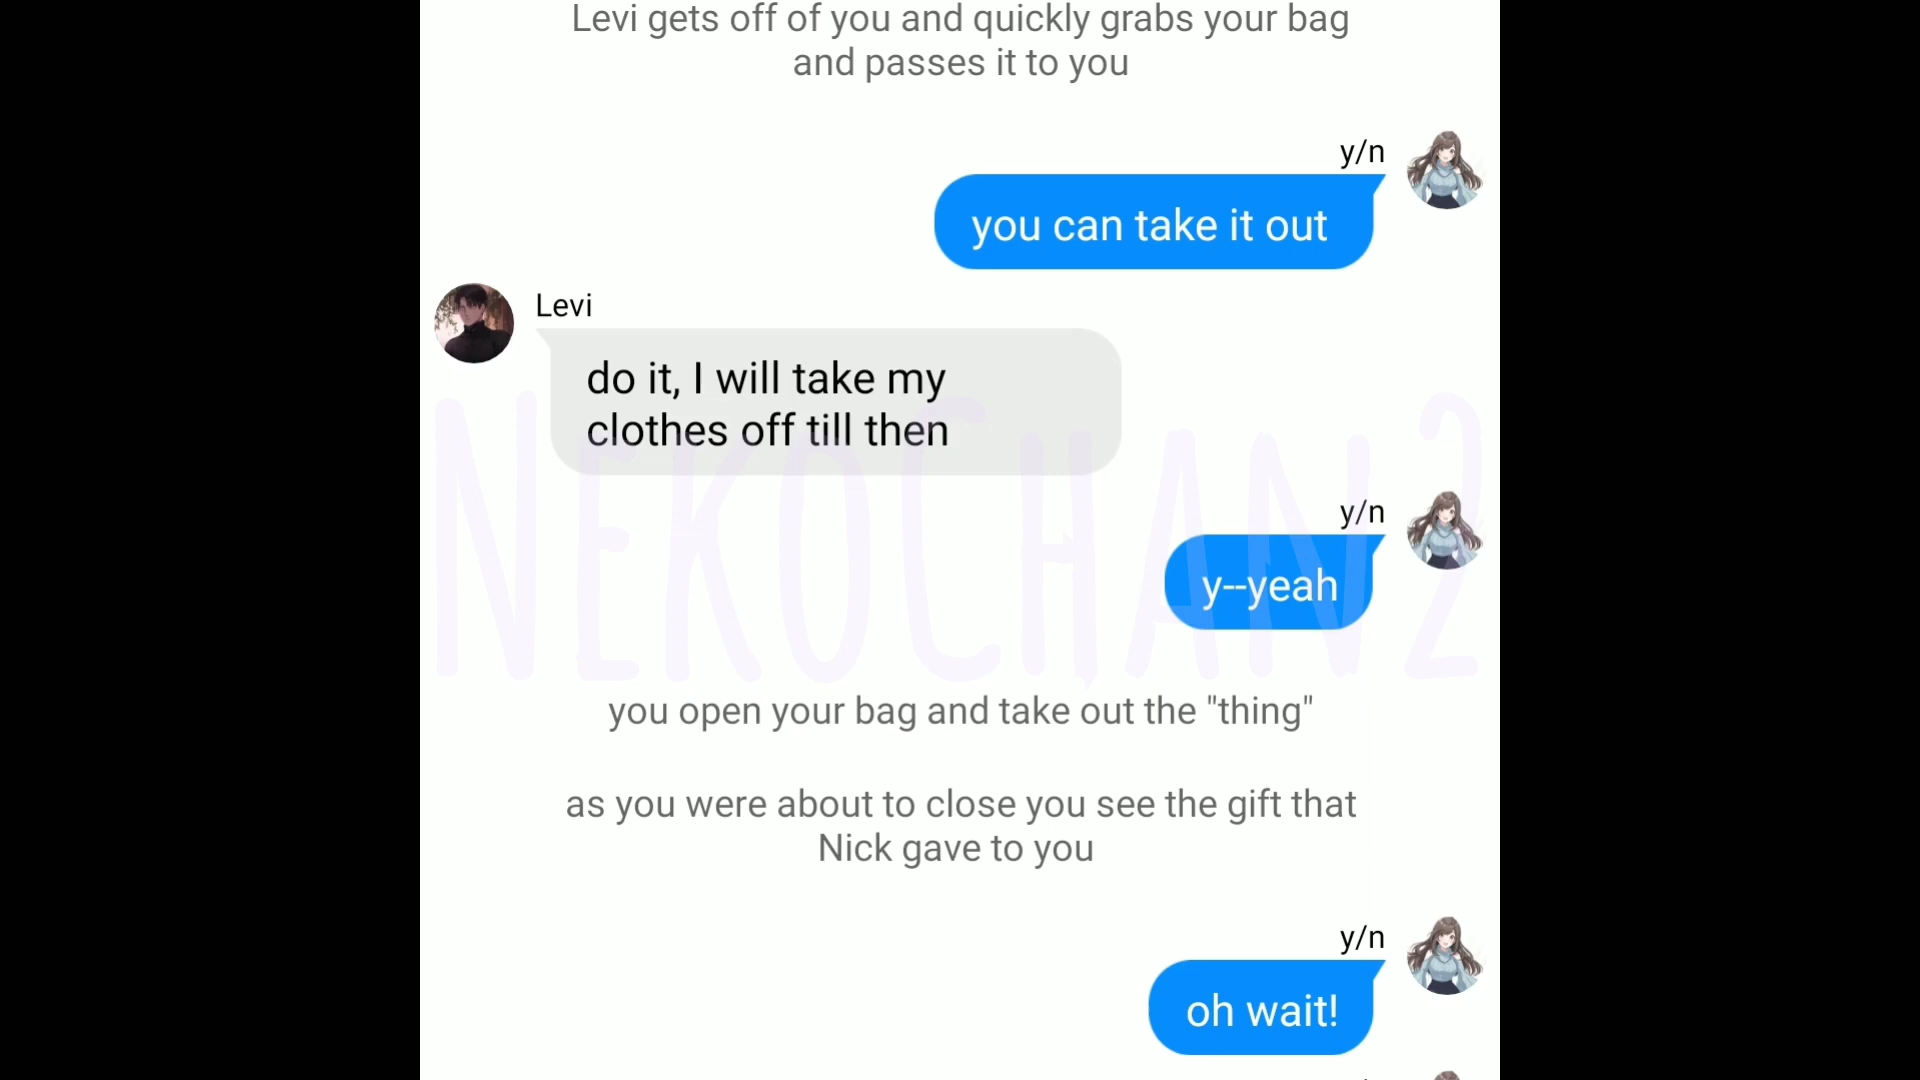 Levi gets off of you and quickly grabs your bag
and passes it to you
y/n
you can take it out
Levi
do it, I will take my
clothes off till then
NEKOCHAN2
y/n
y--yeah
you open your bag and take out the "thing"
as you were about to close you see the gift that
Nick gave to you
y/n
oh wait!